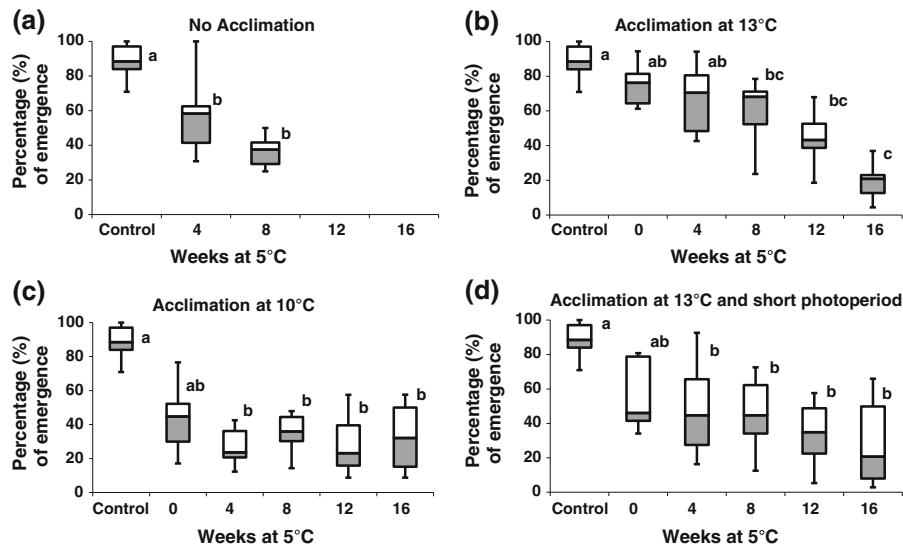 (a)
No Acclimation
Percentage (%)
of emergence
100
80
60
40
20
0
a
b
b
Control 4 8 12 16
Weeks at 5°C
(b)
Acclimation at 13°C
Percentage (%)
of emergence
100
80
60
40
20
0
a
ab
ab
bc
bc
c
Control 0 4 8 12 16
Weeks at 5°C
(c)
Acclimation at 10°C
Percentage (%)
of emergence
100
80
60
40
20
0
a
ab
b
b
b
b
Control 0 4 8 12 16
Weeks at 5°C
(d)
Acclimation at 13°C and short photoperiod
Percentage (%)
of emergence
100
80
60
40
20
0
a
ab
b
b
b
b
Control 0 4 8 12 16
Weeks at 5°C